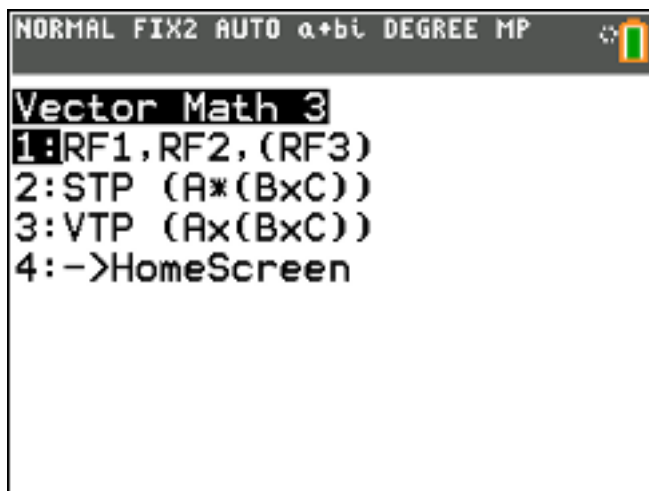 NORMAL FIX2 AUTO a+bi DEGREE MP
Vector Math 3
1:RF1,RF2,(RF3)
2:STP (A*(BxC))
3:VTP (Ax(BxC))
4:->HomeScreen